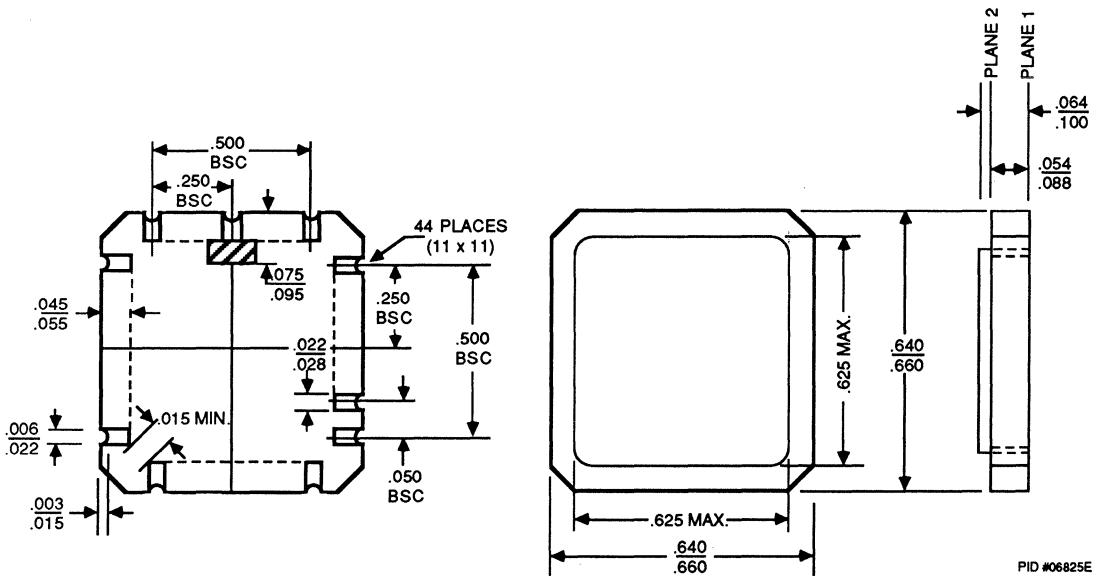 PLANE 2
PLANE 1
.064
.100
.054
.088
.500
BSC
.250
BSC
44 PLACES
(11 x 11)
.075
.095
.045
.055
.250
BSC
.500
BSC
.022
.028
.625 MAX.
.640
.660
.015 MIN.
.006
.022
.050
BSC
.003
.015
.625 MAX.
.640
.660
PID #06825E